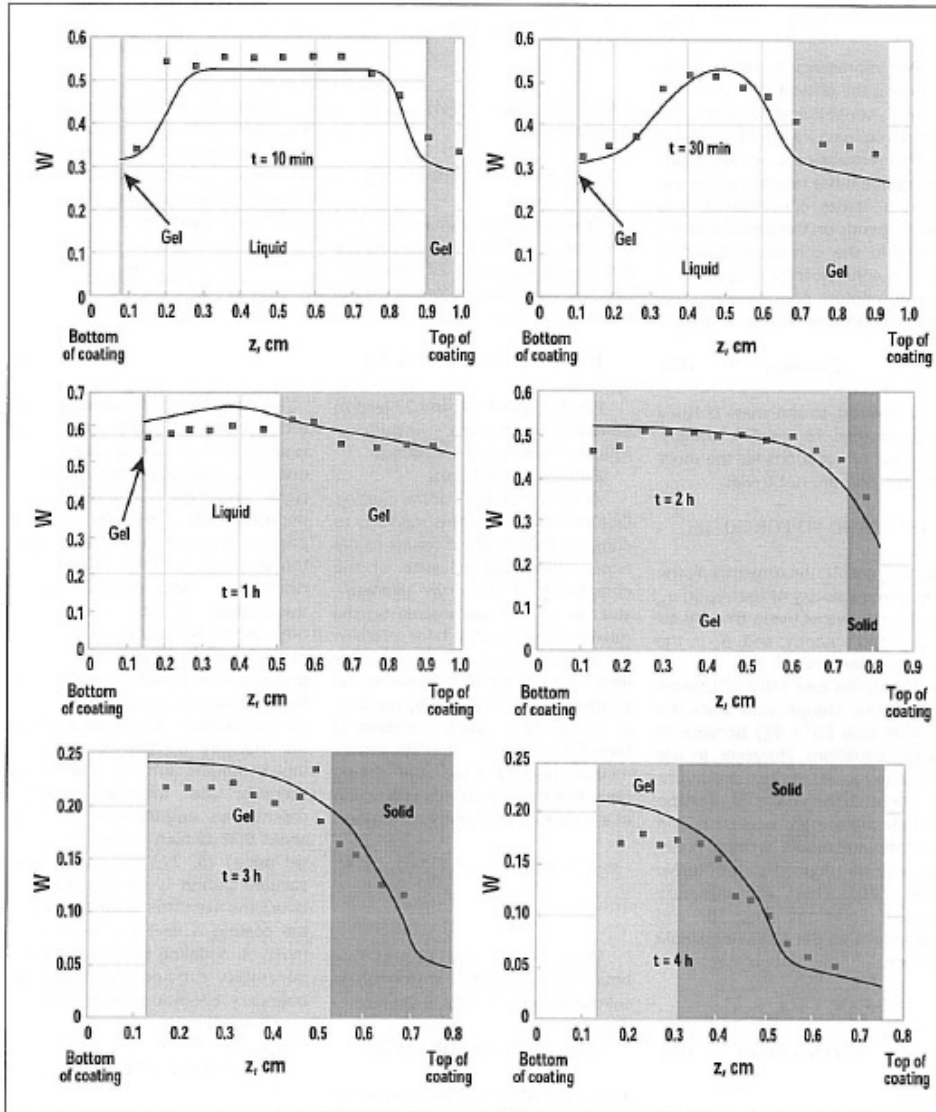 0.6
0.5
0.4
0.3
0.2
0.1
0
W
t = 10 min
Gel
Liquid
Gel
0 0.1 0.2 0.3 0.4 0.5 0.6 0.7 0.8 0.9 1.0
Bottom of coating
z, cm
Top of coating
0.6
0.5
0.4
0.3
0.2
0.1
0
W
t = 30 min
Gel
Liquid
Gel
0 0.1 0.2 0.3 0.4 0.5 0.6 0.7 0.8 0.9 1.0
Bottom
of coating
z, cm
Top of
coating
0.7
0.6
0.5
0.4
0.3
0.2
0.1
0
W
Gel
Liquid
Gel
t = 1 h
0 0.1 0.2 0.3 0.4 0.5 0.6 0.7 0.8 0.9 1.0
Bottom
of coating
z, cm
Top of
coating
0.6
0.5
0.4
0.3
0.2
0.1
0
W
t = 2 h
Gel
Solid
0 0.1 0.2 0.3 0.4 0.5 0.6 0.7 0.8 0.9
Bottom
of coating
z, cm
Top of
coating
0.25
0.20
0.15
0.10
0.05
0
W
Gel
Solid
t = 3 h
0 0.1 0.2 0.3 0.4 0.5 0.6 0.7 0.8
Bottom
of coating
z, cm
Top of
coating
0.25
0.20
0.15
0.10
0.05
0
W
Gel
Solid
t = 4 h
0 0.1 0.2 0.3 0.4 0.5 0.6 0.7 0.8
Bottom
of coating
z, cm
Top of
coating